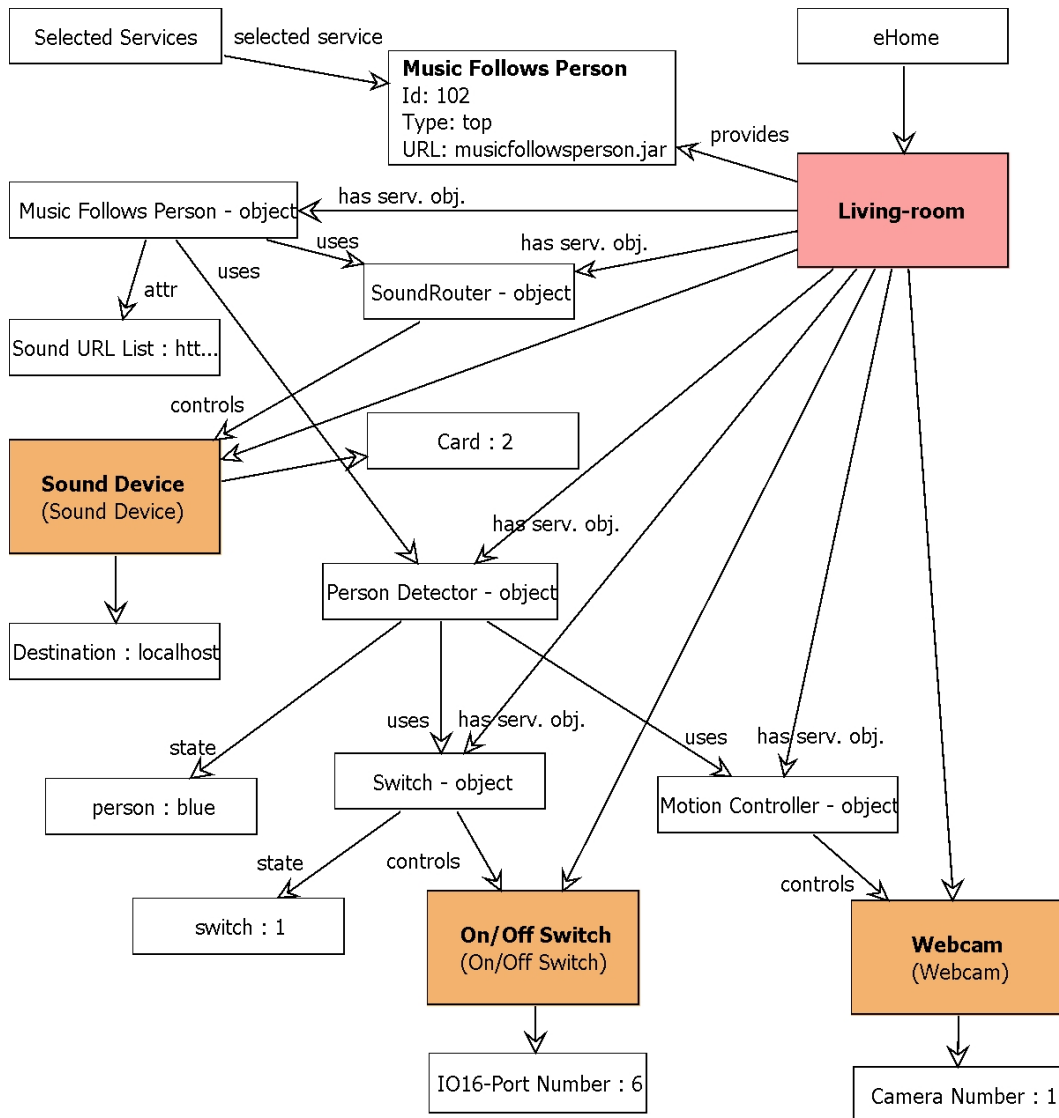 Selected Services
selected service
eHome
Music Follows Person
Id: 102
Type: top
URL: musicfollowsperson.jar
provides
Living-room
Music Follows Person - object
has serv. obj.
uses
has serv. obj.
uses
SoundRouter - object
attr
Sound URL List : htt...
controls
Card : 2
Sound Device
(Sound Device)
has serv. obj.
Person Detector - object
Destination : localhost
uses
has serv. obj.
uses
has serv. obj.
state
Switch - object
person : blue
Motion Controller - object
state
controls
controls
switch : 1
On/Off Switch
(On/Off Switch)
Webcam
(Webcam)
IO16-Port Number : 6
Camera Number : 1